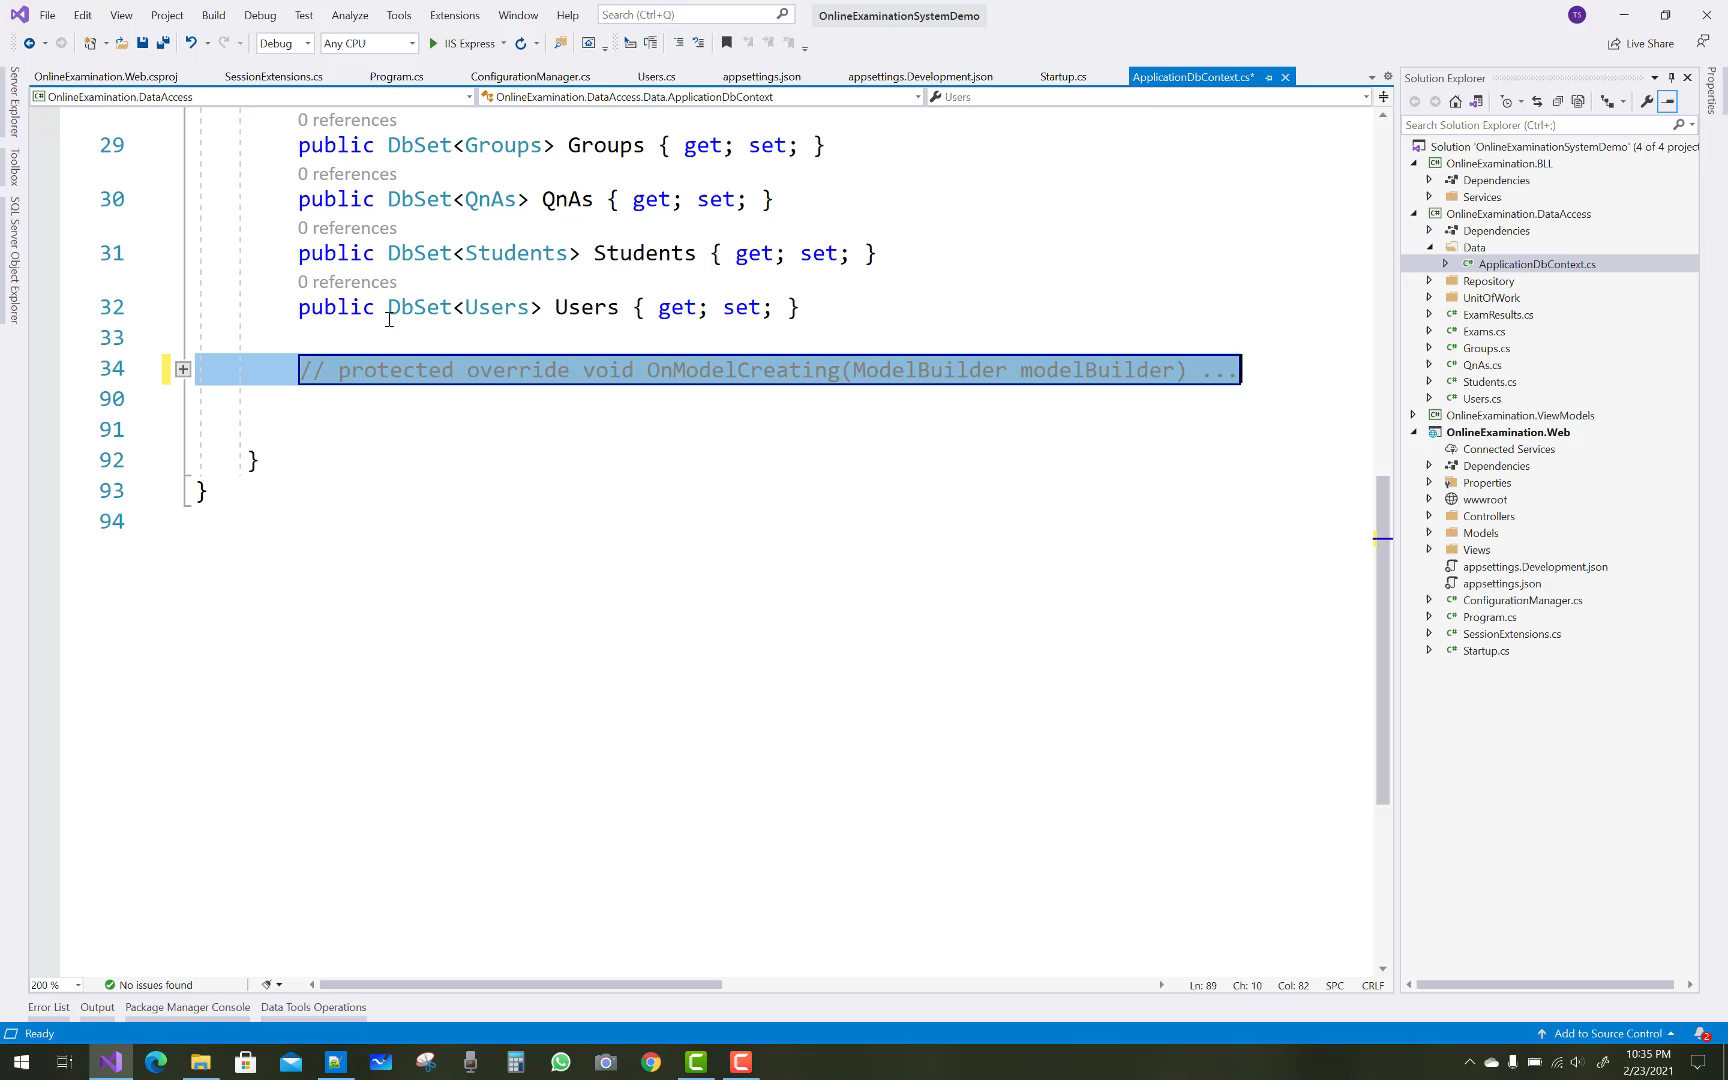 File Edit View Project Build Debug Test Analyze Tools Extensions Window Help Search (Ctrl+Q) OnlineExaminationSystemDemo TS
Debug Any CPU IIS Express Live Share
OnlineExamination.Web.csproj SessionExtensions.cs Program.cs ConfigurationManager.cs Users.cs appsettings.json appsettings.Development.json Startup.cs ApplicationDbContext.cs*
OnlineExamination.DataAccess OnlineExamination.DataAccess.Data.ApplicationDbContext Users
Server Explorer
Toolbox
SQL Server Object Explorer
0 references
29 public DbSet<Groups> Groups { get; set; }
0 references
30 public DbSet<QnAs> QnAs { get; set; }
0 references
31 public DbSet<Students> Students { get; set; }
0 references
32 public DbSet<Users> Users { get; set; }
33
34 // protected override void OnModelCreating(ModelBuilder modelBuilder) ...
90
91
92 }
93 }
94
200 % No issues found Ln: 89 Ch: 10 Col: 82 SPC CRLF
Error List Output Package Manager Console Data Tools Operations
Solution Explorer
Search Solution Explorer (Ctrl+;)
Solution 'OnlineExaminationSystemDemo' (4 of 4 project
OnlineExamination.BLL
Dependencies
Services
OnlineExamination.DataAccess
Dependencies
Data
ApplicationDbContext.cs
Repository
UnitOfWork
ExamResults.cs
Exams.cs
Groups.cs
QnAs.cs
Students.cs
Users.cs
OnlineExamination.ViewModels
OnlineExamination.Web
Connected Services
Dependencies
Properties
wwwroot
Controllers
Models
Views
appsettings.Development.json
appsettings.json
ConfigurationManager.cs
Program.cs
SessionExtensions.cs
Startup.cs
Properties
Ready Add to Source Control 2
10:35 PM
2/23/2021